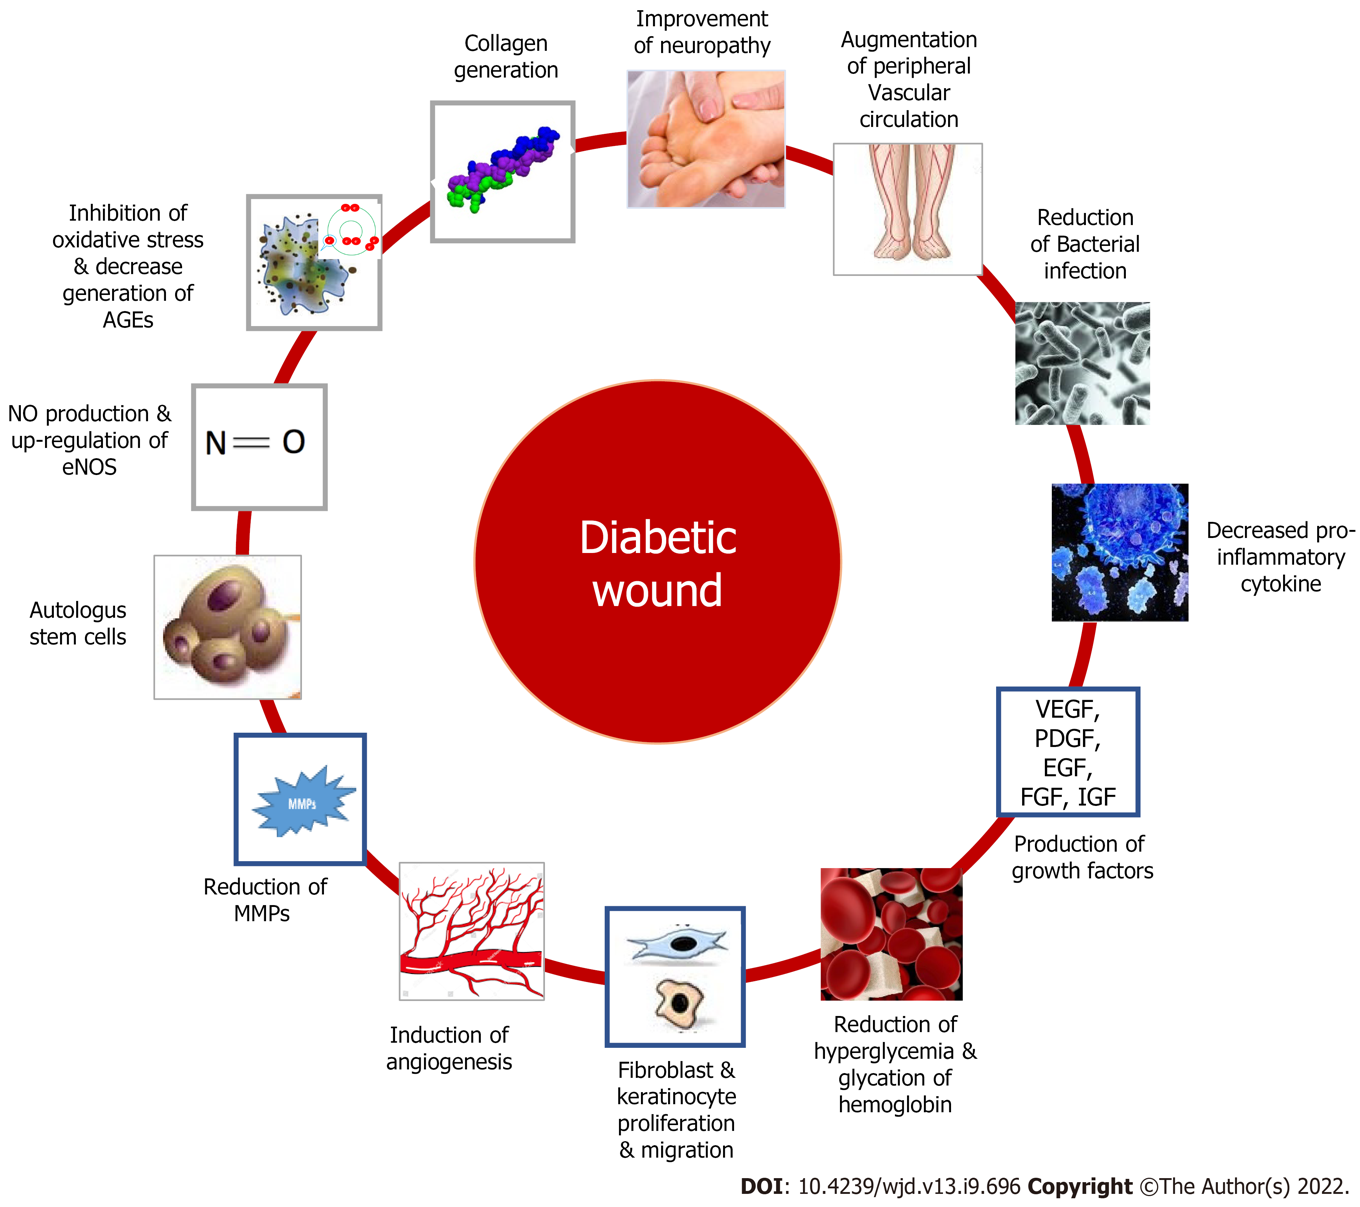 Improvement
of neuropathy
Augmentation
of peripheral
Vascular
circulation
Reduction
of Bacterial
infection
Decreased pro-
inflammatory
cytokine
VEGF,
PDGF,
EGF,
FGF, IGF
Production of
growth factors
Reduction of
hyperglycemia &
glycation of
hemoglobin
Fibroblast &
keratinocyte
proliferation
& migration
Induction of
angiogenesis
MMPs
Reduction of
MMPs
Autologus
stem cells
NO production &
up-regulation of
eNOS
N = O
Inhibition of
oxidative stress
& decrease
generation of
AGEs
Collagen
generation
Diabetic
wound
DOI: 10.4239/wjd.v13.i9.696 Copyright ©The Author(s) 2022.